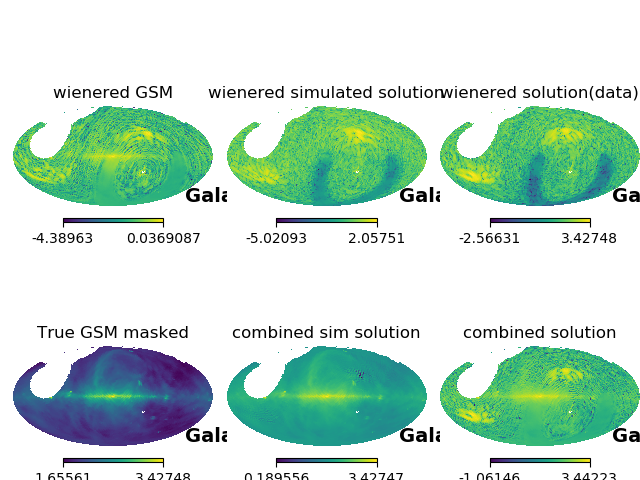 wienered GSM
wienered simulated solution
wienered solution(data)
Gala
Gala
Ga
-4.38963 0.0369087
-5.02093 2.05751
-2.56631 3.42748
True GSM masked
combined sim solution
combined solution
Gala
Gala
Ga
1.65561 3.42748
0.189556 3.42747
-1.06146 3.44223